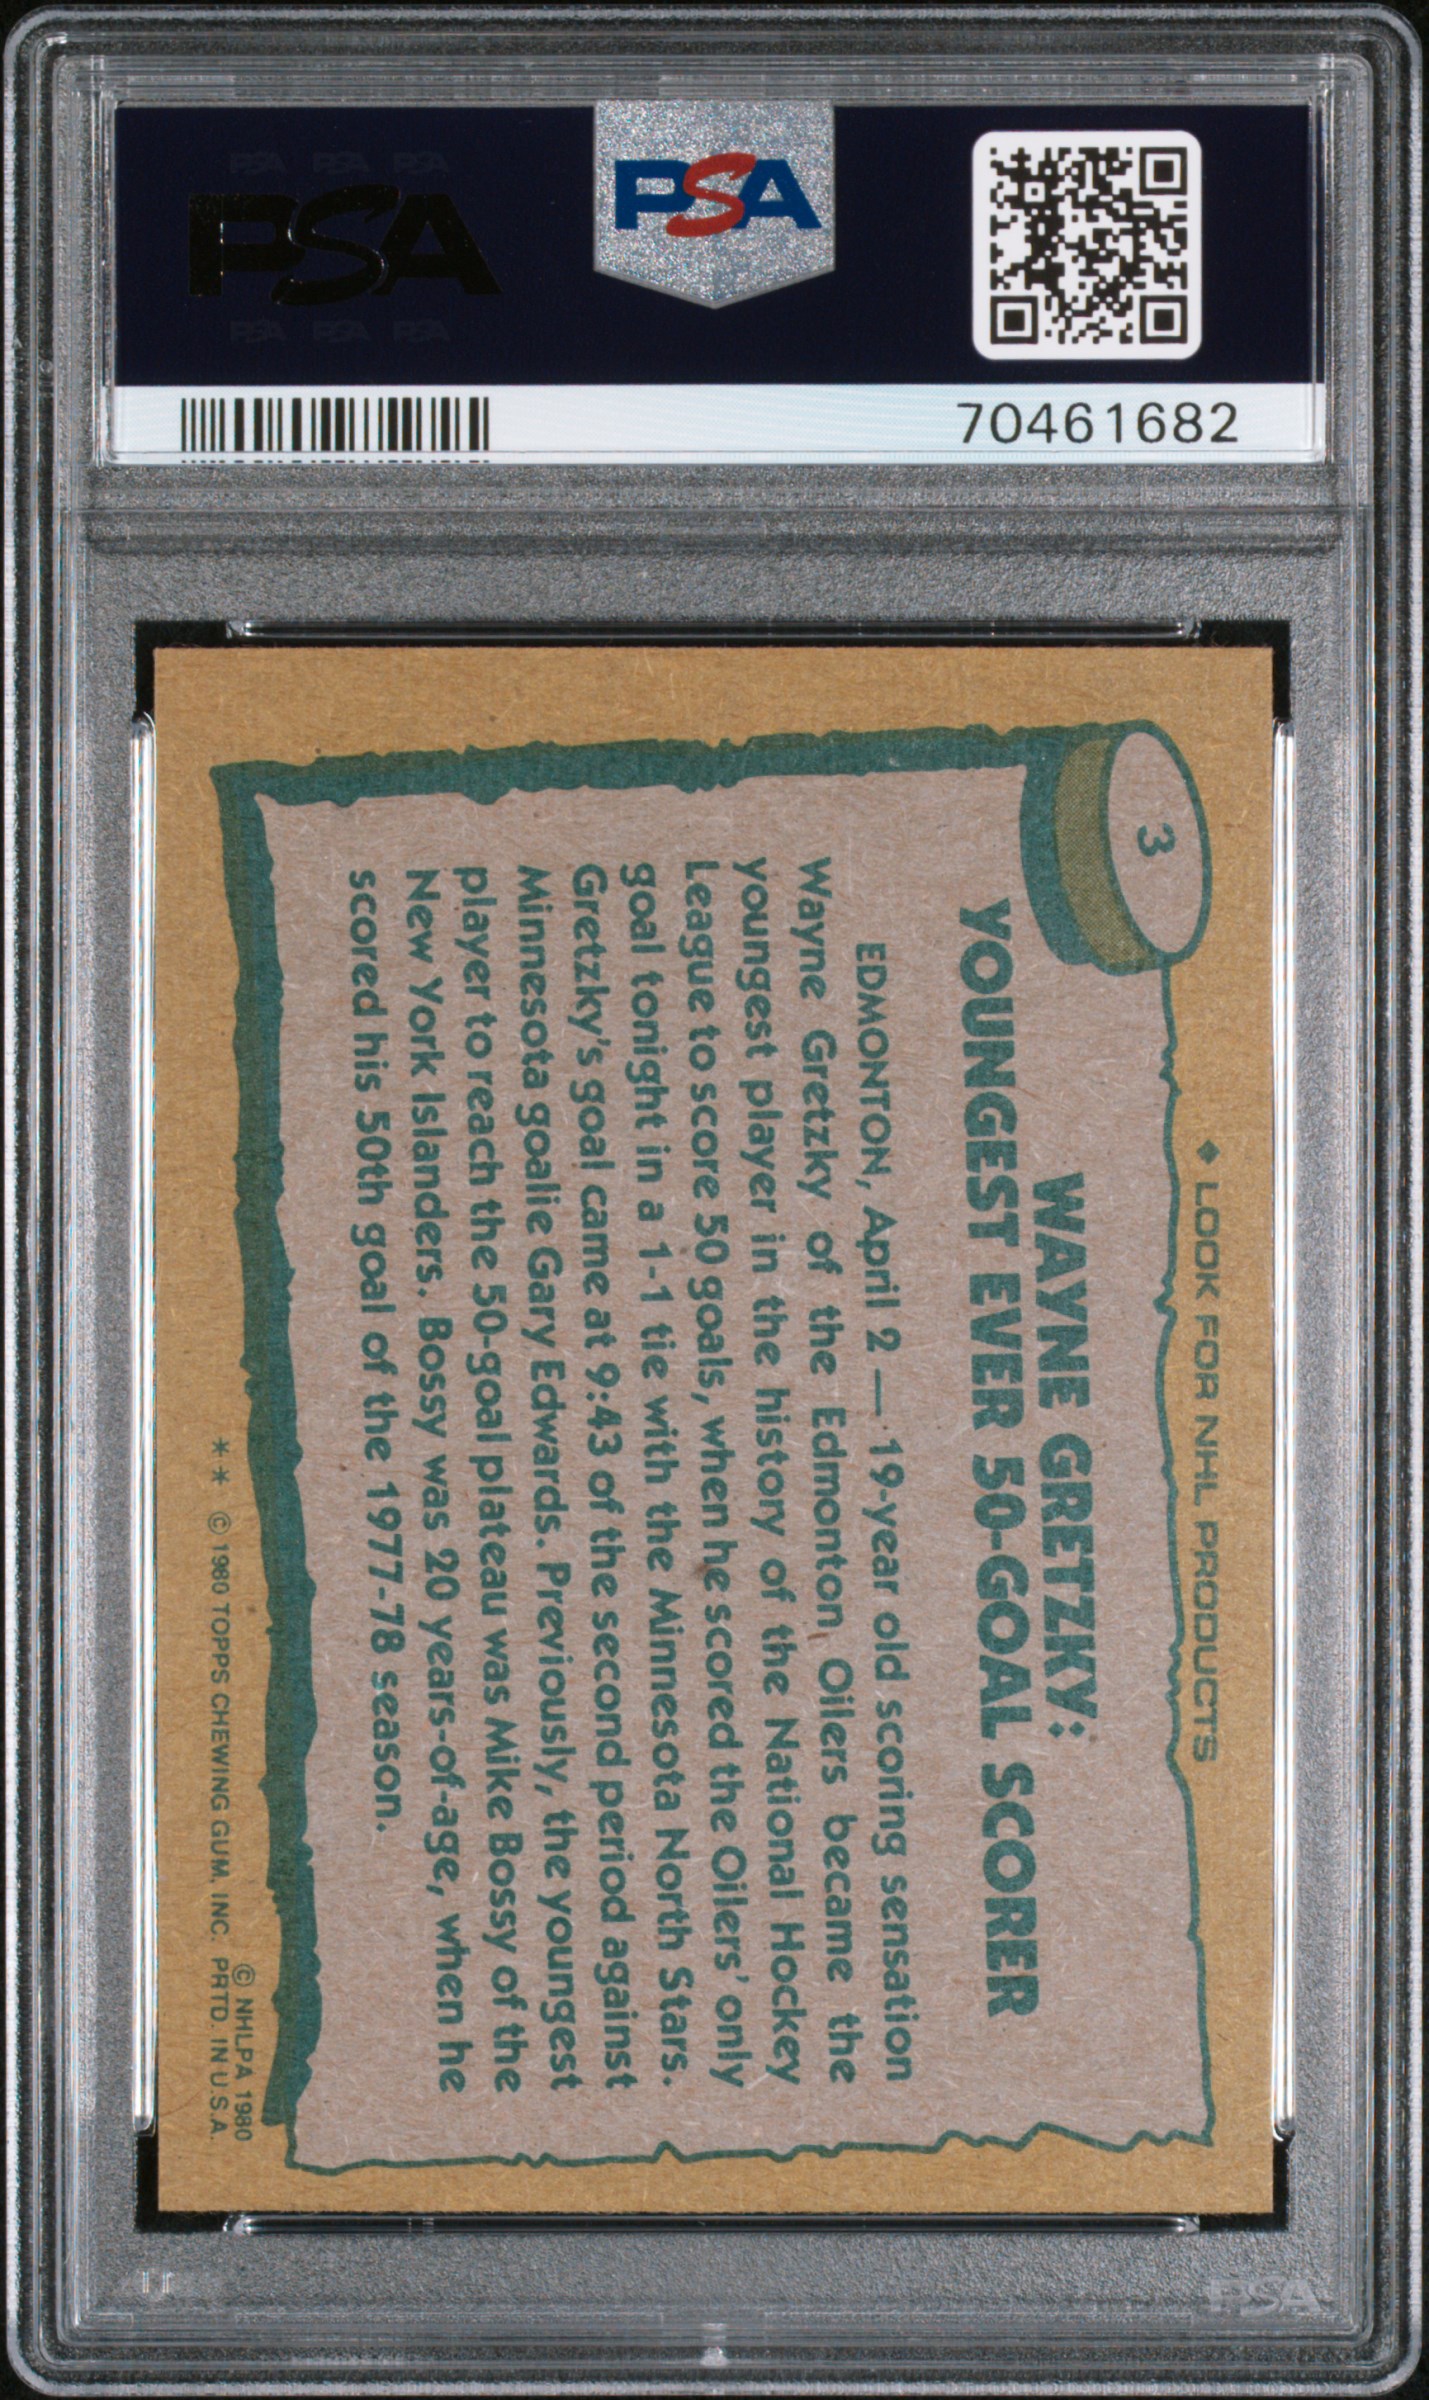 PSA PSA PSA
PSA
PSA PSA PSA
PSA
70461682
3
◆ LOOK FOR NHL PRODUCTS
WAYNE GRETZKY:
YOUNGEST EVER 50-GOAL SCORER
EDMONTON, April 2 — 19-year old scoring sensation
Wayne Gretzky of the Edmonton Oilers became the
youngest player in the history of the National Hockey
League to score 50 goals, when he scored the Oilers' only
goal tonight in a 1-1 tie with the Minnesota North Stars.
Gretzky's goal came at 9:43 of the second period against
Minnesota goalie Gary Edwards. Previously, the youngest
player to reach the 50-goal plateau was Mike Bossy of the
New York Islanders. Bossy was 20 years-of-age, when he
scored his 50th goal of the 1977-78 season.
© NHLPA 1980
** © 1980 TOPPS CHEWING GUM, INC. PRTD. IN U.S.A.
PSA